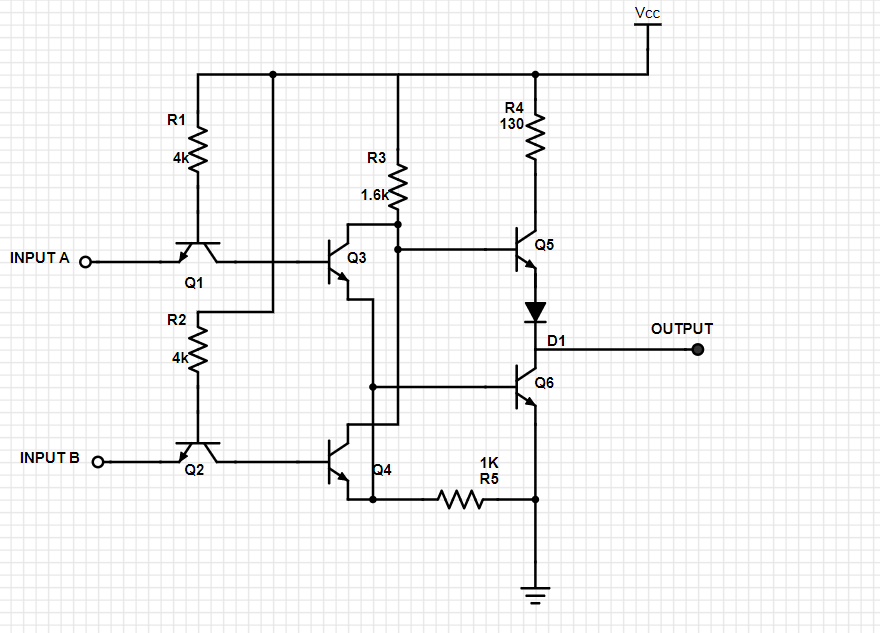 Vcc
R1
4k
R4
130
R3
1.6k
INPUT A
Q1
Q3
Q5
R2
4k
D1
OUTPUT
Q6
INPUT B
Q2
Q4
1K
R5